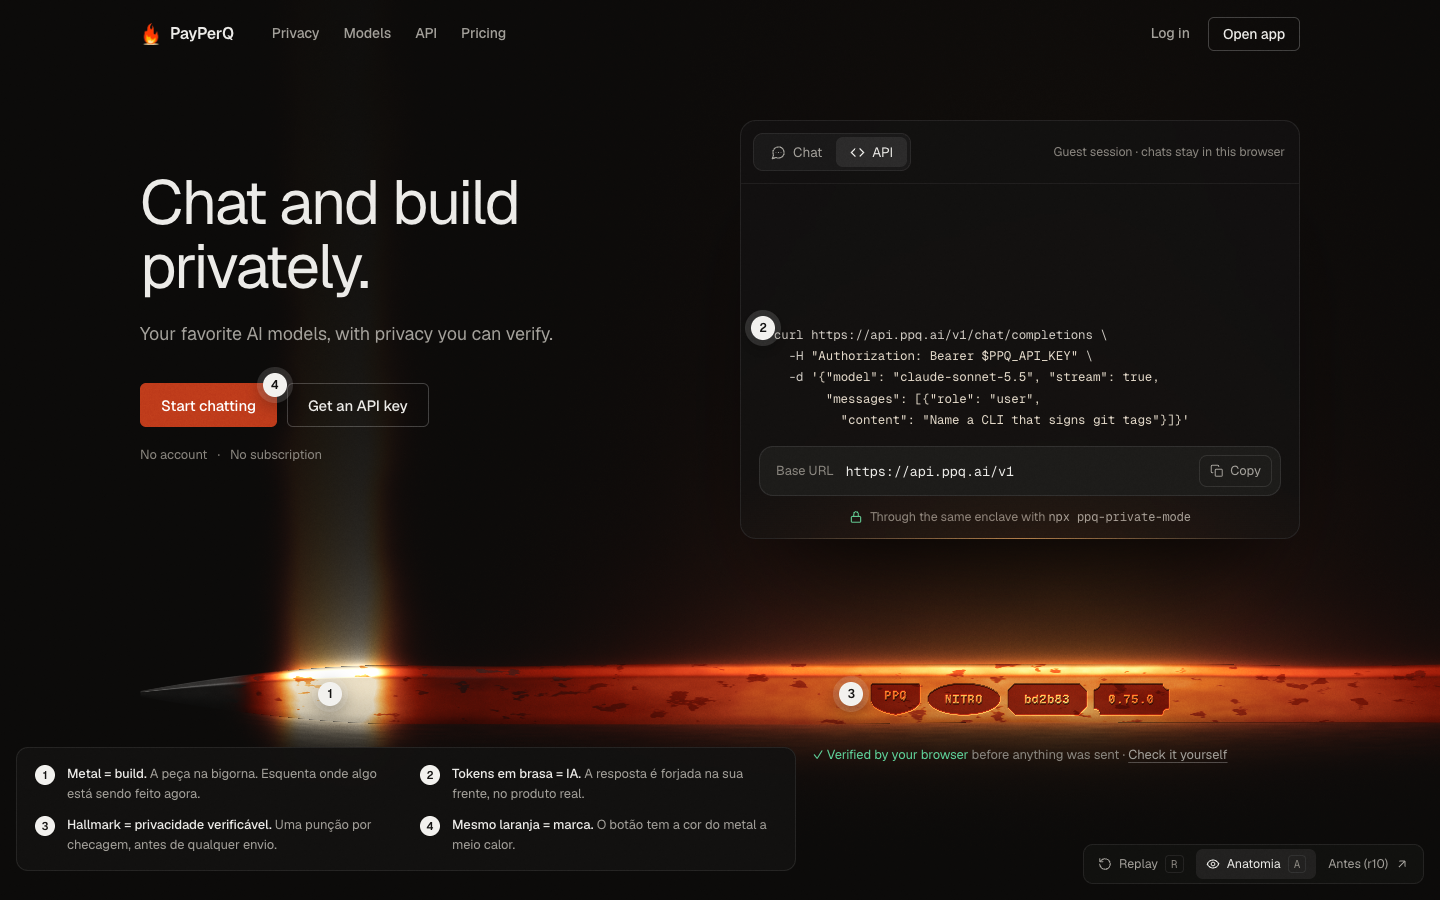 PayPerQ Privacy Models API Pricing Log in Open app
Chat API Guest session · chats stay in this browser
Chat and build
privately.
Your favorite AI models, with privacy you can verify.
4
Start chatting Get an API key
No account · No subscription
2
curl https://api.ppq.ai/v1/chat/completions \
-H "Authorization: Bearer $PPQ_API_KEY" \
-d '{"model": "claude-sonnet-5.5", "stream": true,
"messages": [{"role": "user",
"content": "Name a CLI that signs git tags"}]}'
Base URL https://api.ppq.ai/v1 Copy
Through the same enclave with npx ppq-private-mode
1
3 PPQ NITRO bd2b83 0.75.0
✓ Verified by your browser before anything was sent · Check it yourself
1 Metal = build. A peça na bigorna. Esquenta onde algo
está sendo feito agora.
2 Tokens em brasa = IA. A resposta é forjada na sua
frente, no produto real.
3 Hallmark = privacidade verificável. Uma punção por
checagem, antes de qualquer envio.
4 Mesmo laranja = marca. O botão tem a cor do metal a
meio calor.
Replay R Anatomia A Antes (r10) ↗